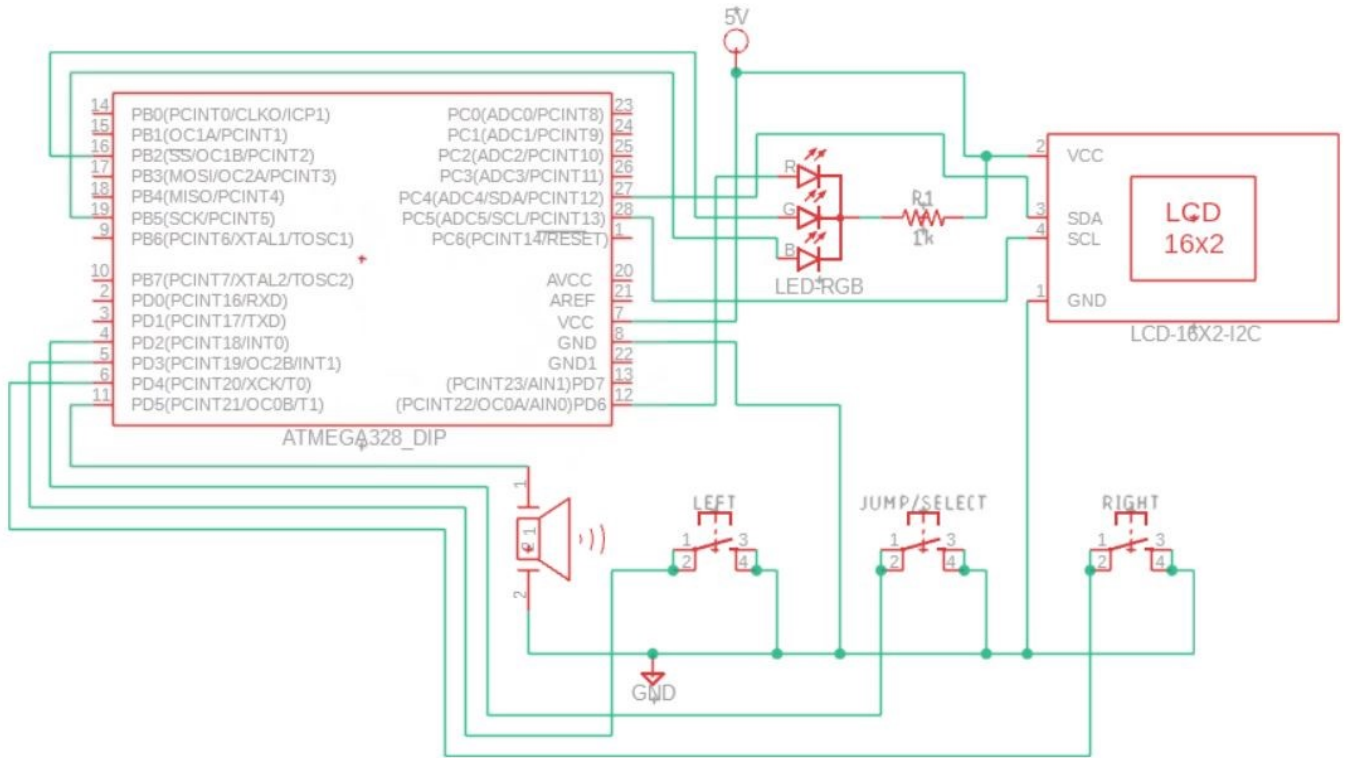 5V
14 PB0(PCINT0/CLKO/ICP1) PC0(ADC0/PCINT8) 23
15 PB1(OC1A/PCINT1) PC1(ADC1/PCINT9) 24
16 PB2(SS/OC1B/PCINT2) PC2(ADC2/PCINT10) 25
17 PB3(MOSI/OC2A/PCINT3) PC3(ADC3/PCINT11) 26
18 PB4(MISO/PCINT4) PC4(ADC4/SDA/PCINT12) 27
19 PB5(SCK/PCINT5) PC5(ADC5/SCL/PCINT13) 28
9 PB6(PCINT6/XTAL1/TOSC1) PC6(PCINT14/RESET) 1
10 PB7(PCINT7/XTAL2/TOSC2) AVCC 20
2 PD0(PCINT16/RXD) AREF 21
3 PD1(PCINT17/TXD) VCC 7
4 PD2(PCINT18/INT0) GND 8
5 PD3(PCINT19/OC2B/INT1) GND1 22
6 PD4(PCINT20/XCK/T0) (PCINT23/AIN1)PD7 13
11 PD5(PCINT21/OC0B/T1) (PCINT22/OC0A/AIN0)PD6 12
ATMEGA328_DIP
R
G
B
LED-RGB
R1
1k
2 VCC
3 SDA
4 SCL
1 GND
LCD
16x2
LCD-16X2-I2C
1
2
LEFT
1 3
2 4
JUMP/SELECT
1 3
2 4
RIGHT
1 3
2 4
GND